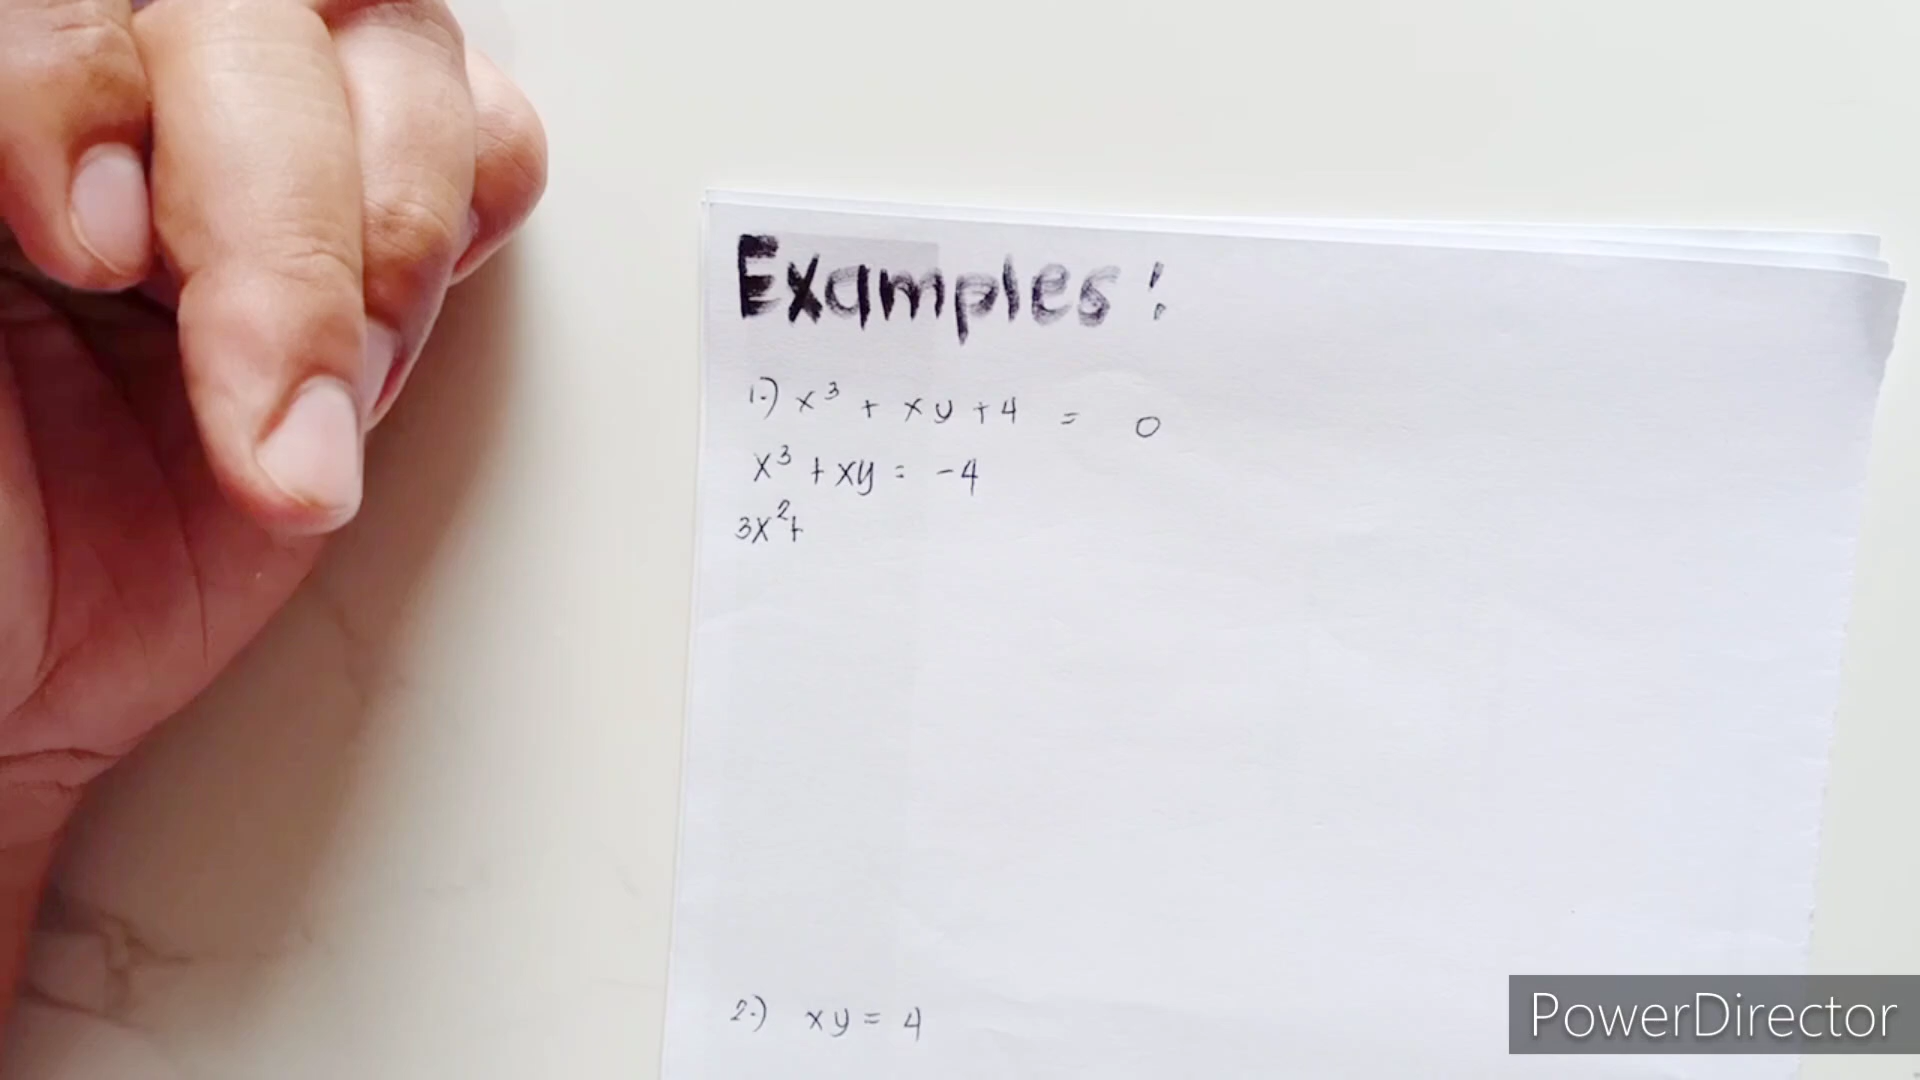 Examples:
1.) x³ + xy + 4 = 0
x³ + xy = -4
3x²+
2.) xy = 4
PowerDirector